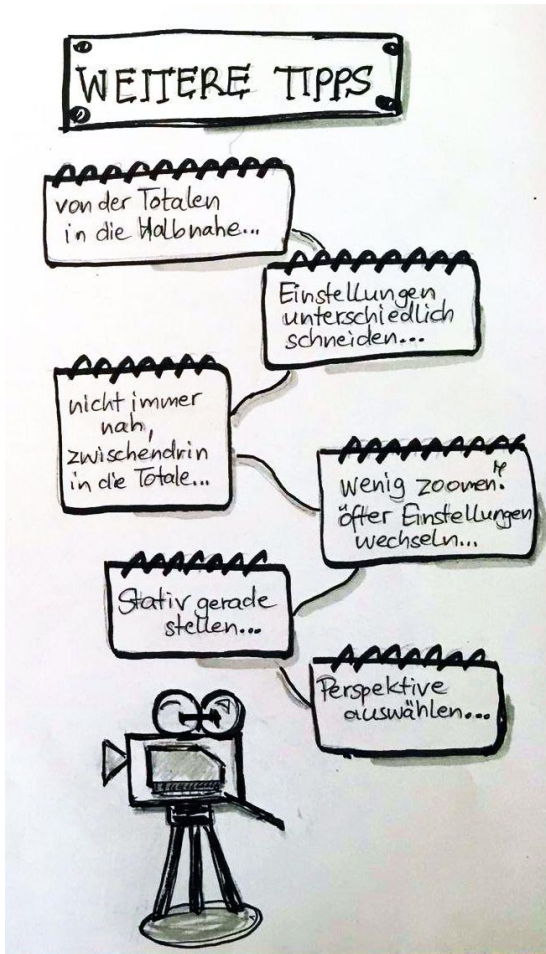 WEITERE TIPPS
von der Totalen
in die Halbnahe...
Einstellungen
unterschiedlich
schneiden...
nicht immer
nah,
zwischendrin
in die Totale...
wenig zoomen!
öfter Einstellungen
wechseln...
Stativ gerade
stellen...
Perspektive
auswählen...